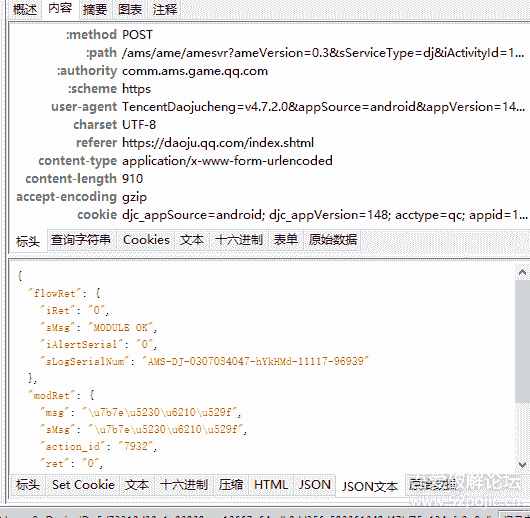 概述 内容 摘要 图表 注释
:method POST
:path /ams/ame/amesvr?ameVersion=0.3&sServiceType=dj&iActivityId=1...
:authority comm.ams.game.qq.com
:scheme https
user-agent TencentDaojucheng=v4.7.2.0&appSource=android&appVersion=14...
charset UTF-8
referer https://daoju.qq.com/index.shtml
content-type application/x-www-form-urlencoded
content-length 910
accept-encoding gzip
cookie djc_appSource=android; djc_appVersion=148; acctype=qc; appid=1...
标头 查询字符串 Cookies 文本 十六进制 表单 原始数据
{
"flowRet": {
"iRet": "0",
"sMsg": "MODULE OK",
"iAlertSerial": "0",
"sLogSerialNum": "AMS-DJ-0307084047-hYkHMd-11117-96939"
},
"modRet": {
"msg": "\u7b7e\u5230\u6210\u529f",
"sMsg": "\u7b7e\u5230\u6210\u529f",
"action_id": "7932",
"ret": "0",
标头 Set Cookie 文本 十六进制 压缩 HTML JSON JSON文本 原始数据
www.52pojie.cn